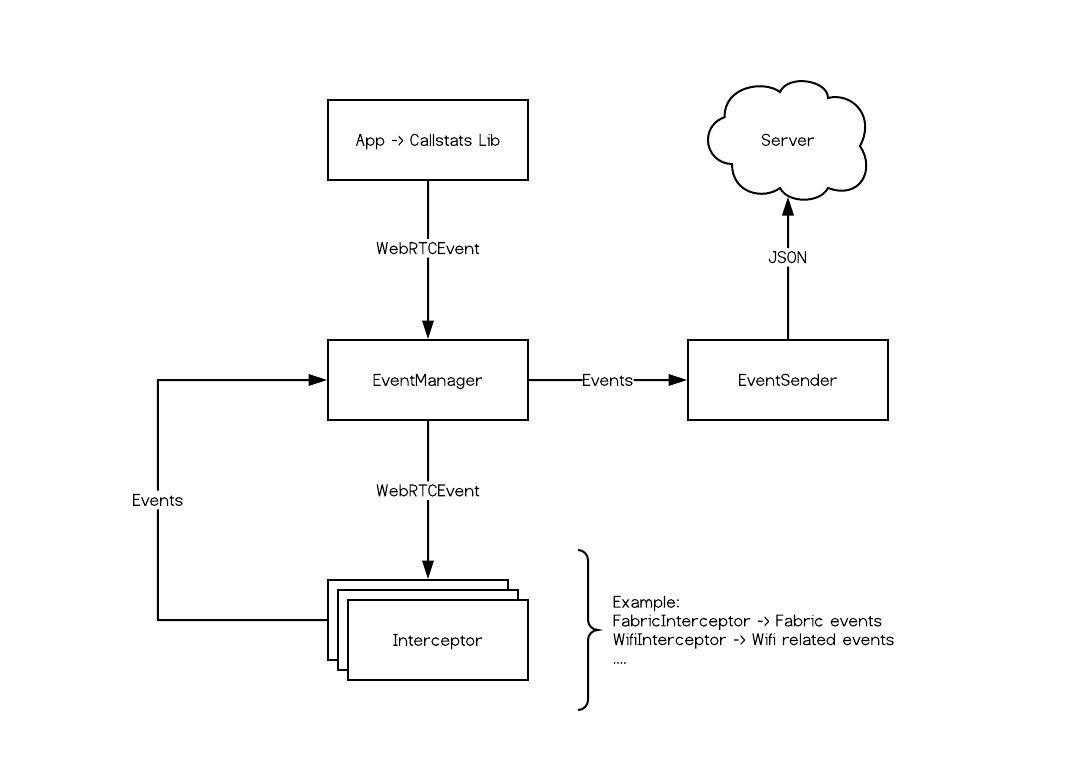 App -> Callstats Lib
Server
WebRTCEvent
JSON
EventManager
Events
EventSender
WebRTCEvent
Events
Interceptor
Example:
FabricInterceptor -> Fabric events
WifiInterceptor -> Wifi related events
....